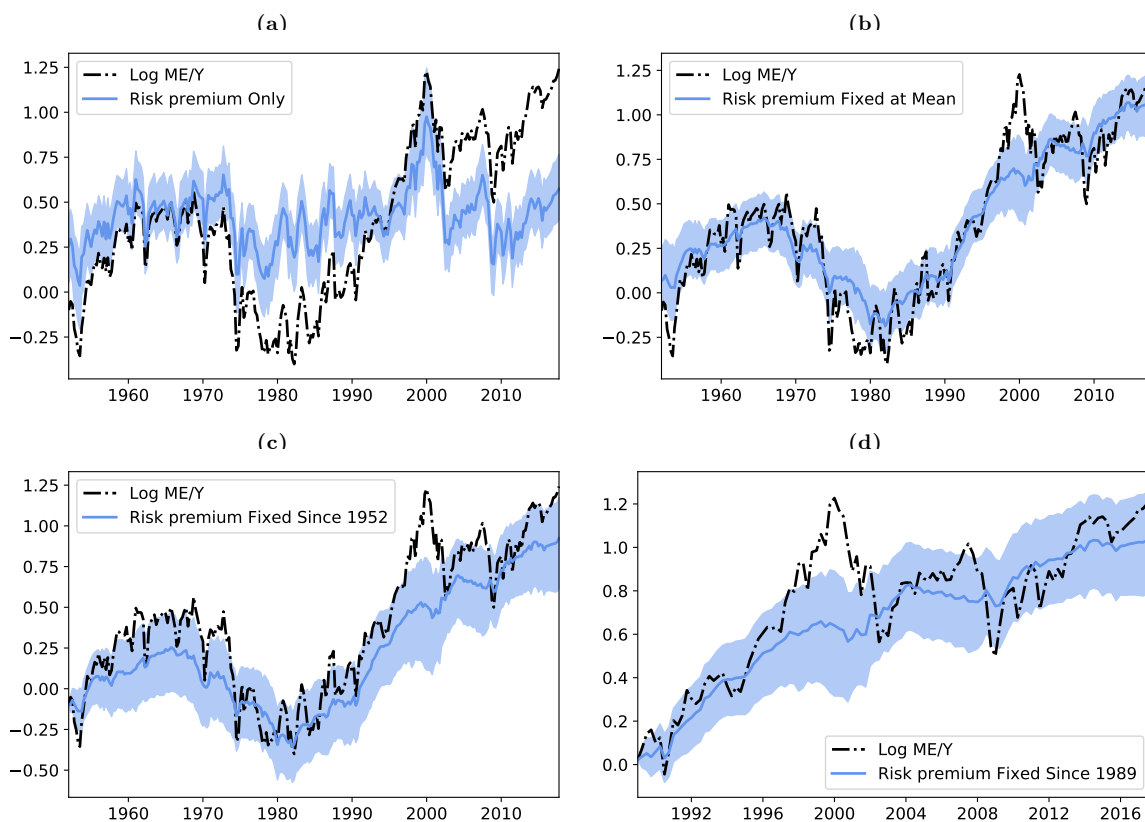 (a)
Log ME/Y
Risk premium Only
1.25
1.00
0.75
0.50
0.25
0.00
−0.25
1960 1970 1980 1990 2000 2010
(b)
Log ME/Y
Risk premium Fixed at Mean
1.25
1.00
0.75
0.50
0.25
0.00
−0.25
1960 1970 1980 1990 2000 2010
(c)
Log ME/Y
Risk premium Fixed Since 1952
1.25
1.00
0.75
0.50
0.25
0.00
−0.25
−0.50
1960 1970 1980 1990 2000 2010
(d)
1.2
1.0
0.8
0.6
0.4
0.2
0.0
Log ME/Y
Risk premium Fixed Since 1989
1992 1996 2000 2004 2008 2012 2016